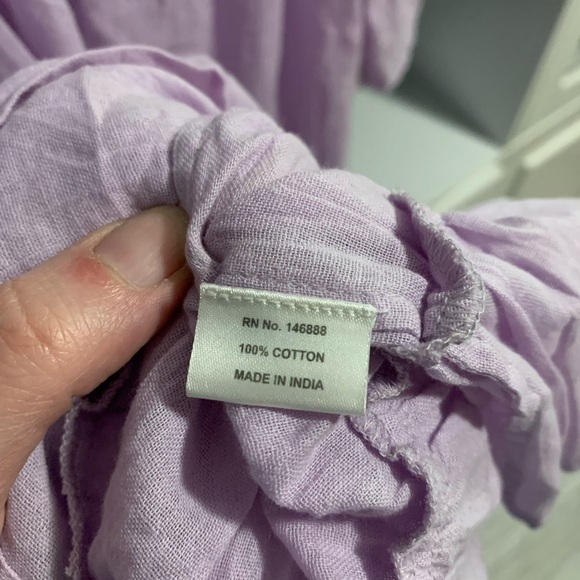 RN No. 146888
100% COTTON
MADE IN INDIA